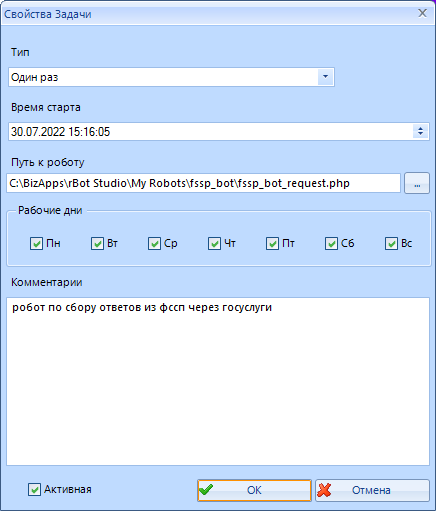 Свойства Задачи
Тип
Один раз
Время старта
30.07.2022 15:16:05
Путь к роботу
C:\BizApps\rBot Studio\My Robots\fssp_bot\fssp_bot_request.php
...
Рабочие дни
Пн Вт Ср Чт Пт Сб Вс
Комментарии
робот по сбору ответов из фссп через госуслуги
Активная OK Отмена